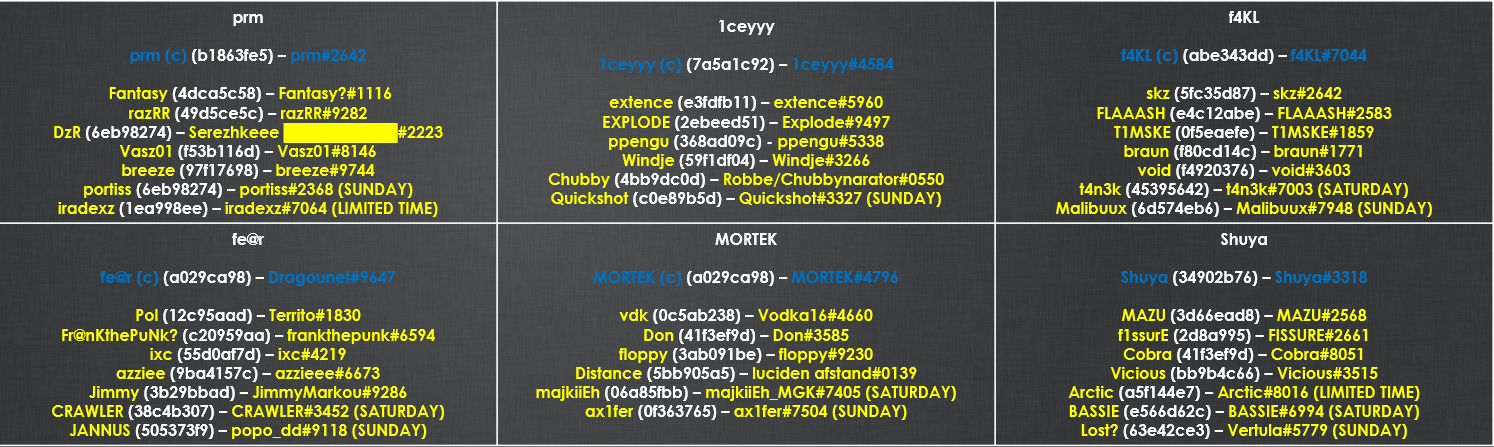 prm
prm (c) (b1863fe5) – prm#2642
Fantasy (4dca5c58) – Fantasy?#1116
razRR (49d5ce5c) – razRR#9282
DzR (6eb98274) – Serezhkeee #2223
Vasz01 (f53b116d) – Vasz01#8146
breeze (97f17698) – breeze#9744
portiss (6eb98274) – portiss#2368 (SUNDAY)
iradexz (1ea998ee) – iradexz#7064 (LIMITED TIME)
1ceyyy
1ceyyy (c) (7a5a1c92) – 1ceyyy#4584
extence (e3fdfb11) – extence#5960
EXPLODE (2ebeed51) – Explode#9497
ppengu (368ad09c) - ppengu#5338
Windje (59f1df04) – Windje#3266
Chubby (4bb9dc0d) – Robbe/Chubbynarator#0550
Quickshot (c0e89b5d) – Quickshot#3327 (SUNDAY)
f4KL
f4KL (c) (abe343dd) – f4KL#7044
skz (5fc35d87) – skz#2642
FLAAASH (e4c12abe) – FLAAASH#2583
T1MSKE (0f5eaefe) – T1MSKE#1859
braun (f80cd14c) – braun#1771
void (f4920376) – void#3603
t4n3k (45395642) – t4n3k#7003 (SATURDAY)
Malibuux (6d574eb6) – Malibuux#7948 (SUNDAY)
fe@r
fe@r (c) (a029ca98) – Dragounet#9647
Pol (12c95aad) – Territo#1830
Fr@nKthePuNk? (c20959aa) – frankthepunk#6594
ixc (55d0af7d) – ixc#4219
azziee (9ba4157c) – azzieee#6673
Jimmy (3b29bbad) – JimmyMarkou#9286
CRAWLER (38c4b307) – CRAWLER#3452 (SATURDAY)
JANNUS (505373f9) – popo_dd#9118 (SUNDAY)
MORTEK
MORTEK (c) (a029ca98) – MORTEK#4796
vdk (0c5ab238) – Vodka16#4660
Don (41f3ef9d) – Don#3585
floppy (3ab091be) – floppy#9230
Distance (5bb905a5) – luciden afstand#0139
majkiiEh (06a85fbb) – majkiiEh_MGK#7405 (SATURDAY)
ax1fer (0f363765) – ax1fer#7504 (SUNDAY)
Shuya
Shuya (34902b76) – Shuya#3318
MAZU (3d66ead8) – MAZU#2568
f1ssurE (2d8a995) – FISSURE#2661
Cobra (41f3ef9d) – Cobra#8051
Vicious (bb9b4c66) – Vicious#3515
Arctic (a5f144e7) – Arctic#8016 (LIMITED TIME)
BASSIE (e566d62c) – BASSIE#6994 (SATURDAY)
Lost? (63e42ce3) – Vertula#5779 (SUNDAY)